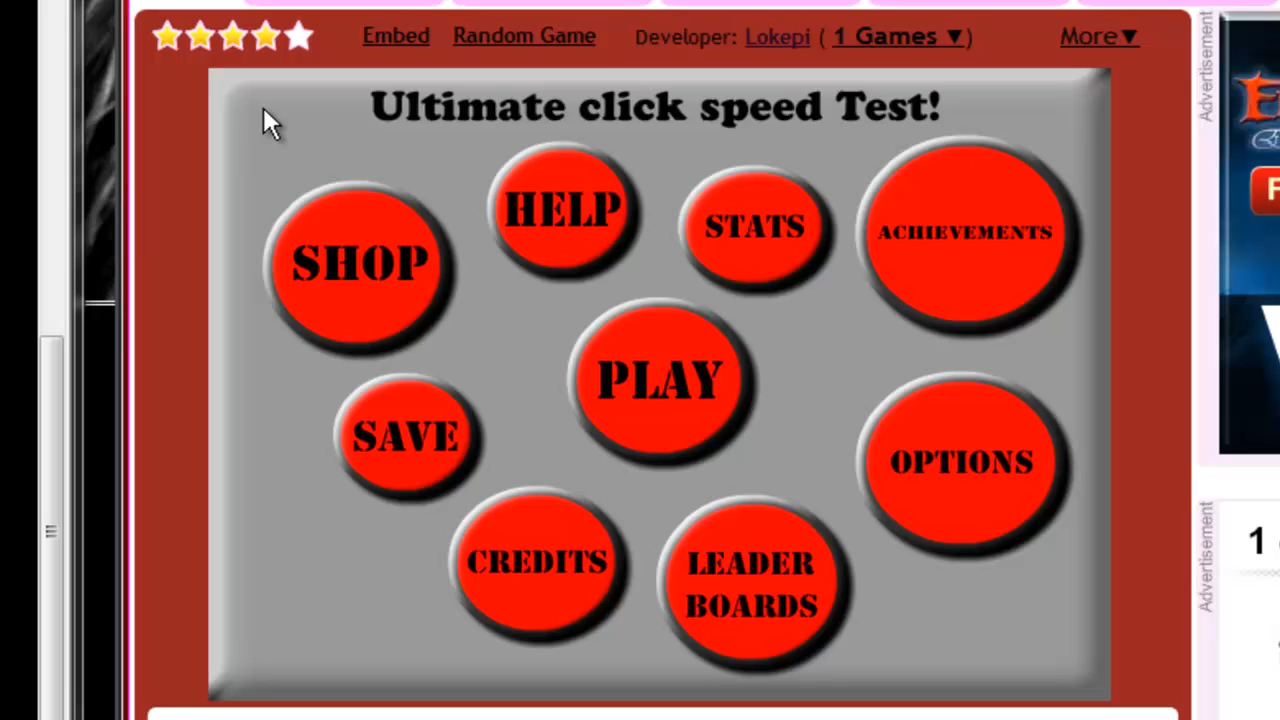 Embed Random Game Developer: Lokepi ( 1 Games ▼) More▼
Ultimate click speed Test!
HELP
STATS
ACHIEVEMENTS
SHOP
PLAY
SAVE
OPTIONS
CREDITS
LEADER
BOARDS
Advertisement
Advertisement
1